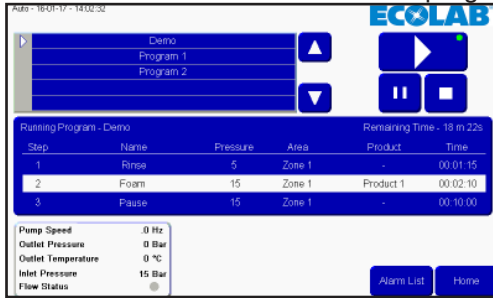 Auto - 16-01-17 - 14:02:32
ECOLAB
Demo
Program 1
Program 2
Running Program - Demo Remaining Time - 18 m 22s
Step Name Pressure Area Product Time
1 Rinse 5 Zone 1 - 00:01:15
2 Foam 15 Zone 1 Product 1 00:02:10
3 Pause 15 Zone 1 - 00:10:00
Pump Speed .0 Hz
Outlet Pressure 0 Bar
Outlet Temperature 0 °C
Inlet Pressure 15 Bar
Flow Status
Alarm List Home